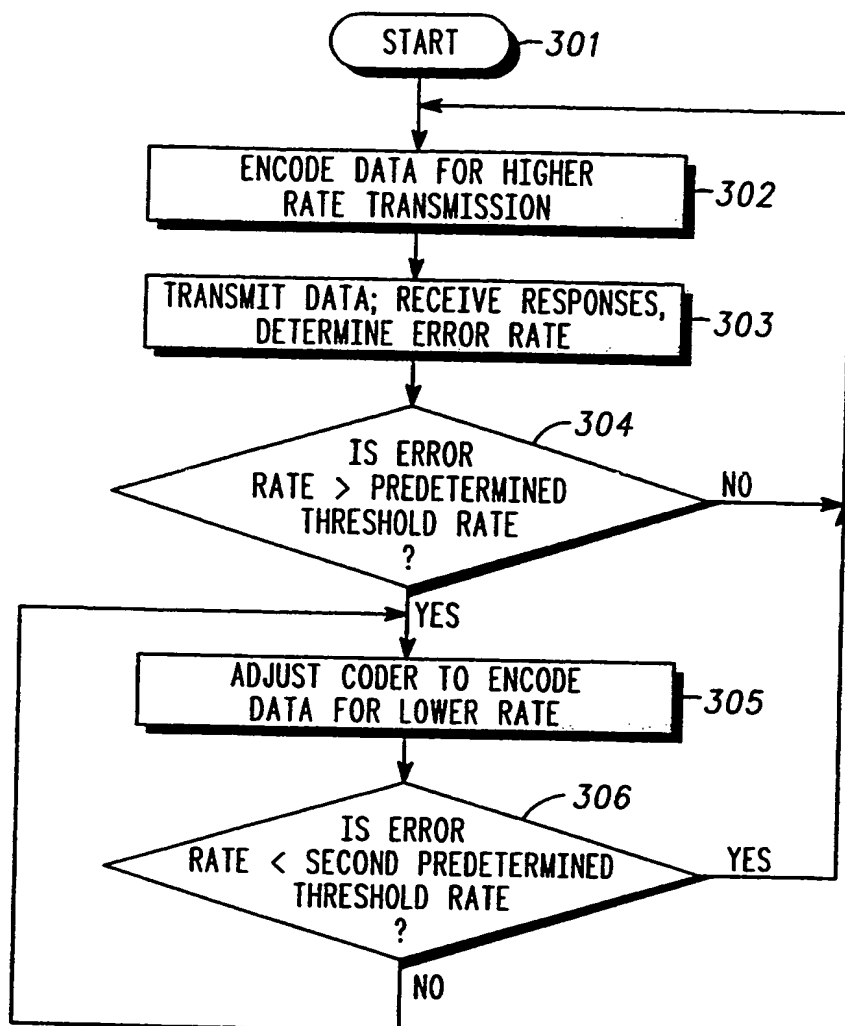 START
301
ENCODE DATA FOR HIGHER
RATE TRANSMISSION
302
TRANSMIT DATA; RECEIVE RESPONSES,
DETERMINE ERROR RATE
303
304
IS ERROR
RATE > PREDETERMINED
THRESHOLD RATE
?
NO
YES
ADJUST CODER TO ENCODE
DATA FOR LOWER RATE
305
306
IS ERROR
RATE < SECOND PREDETERMINED
THRESHOLD RATE
?
YES
NO